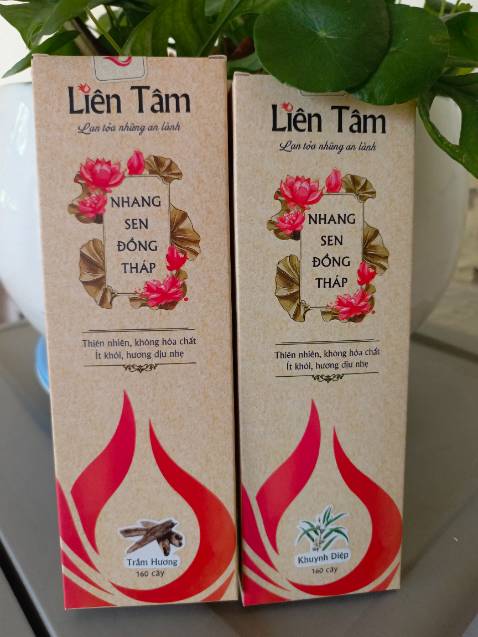 Liên Tâm
Lan tỏa những an lành
NHANG
SEN
ĐỒNG
THÁP
Thiên nhiên, không hóa chất
Ít khói, hương dịu nhẹ
Trầm Hương
160 cây
Liên Tâm
Lan tỏa những an lành
NHANG
SEN
ĐỒNG
THÁP
Thiên nhiên, không hóa chất
Ít khói, hương dịu nhẹ
Khuynh Diệp
160 cây